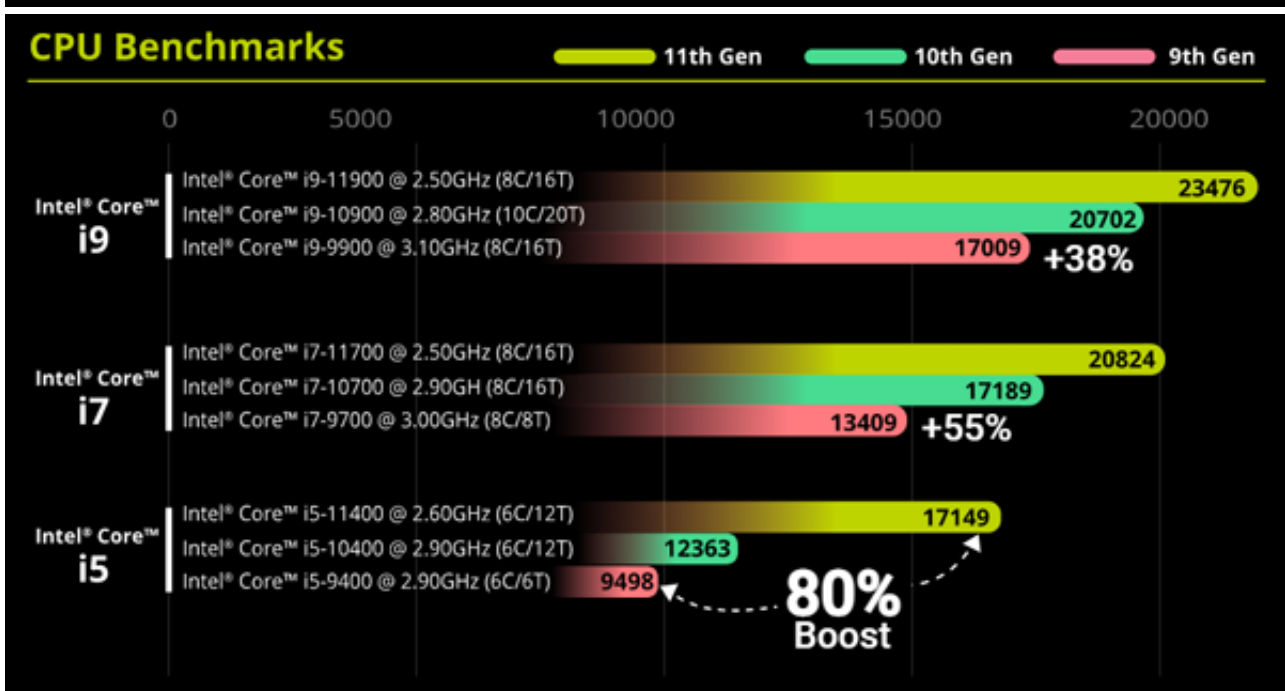 CPU Benchmarks
11th Gen 10th Gen 9th Gen
0 5000 10000 15000 20000
Intel® Core™
i9
Intel® Core™ i9-11900 @ 2.50GHz (8C/16T) 23476
Intel® Core™ i9-10900 @ 2.80GHz (10C/20T) 20702
Intel® Core™ i9-9900 @ 3.10GHz (8C/16T) 17009
+38%
Intel® Core™
i7
Intel® Core™ i7-11700 @ 2.50GHz (8C/16T) 20824
Intel® Core™ i7-10700 @ 2.90GH (8C/16T) 17189
Intel® Core™ i7-9700 @ 3.00GHz (8C/8T) 13409
+55%
Intel® Core™
i5
Intel® Core™ i5-11400 @ 2.60GHz (6C/12T) 17149
Intel® Core™ i5-10400 @ 2.90GHz (6C/12T) 12363
Intel® Core™ i5-9400 @ 2.90GHz (6C/6T) 9498
80%
Boost